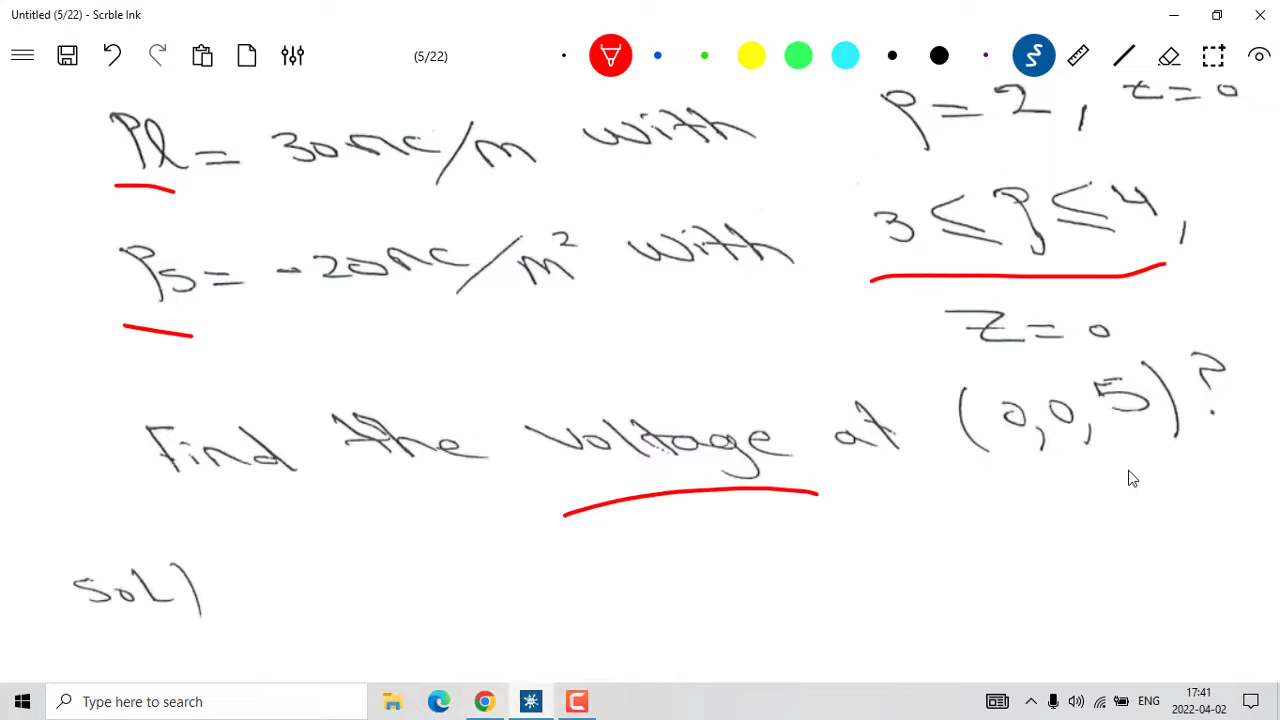 Untitled (5/22) - Scrble Ink
(5/22)
ρl = 30nc/m with ρ = 2, z = 0
ρs = -20nc/m² with 3 ≤ ρ ≤ 4,
Z = 0
Find the voltage at (0,0,5)?
SoL)
Type here to search
ENG
17:41
2022-04-02